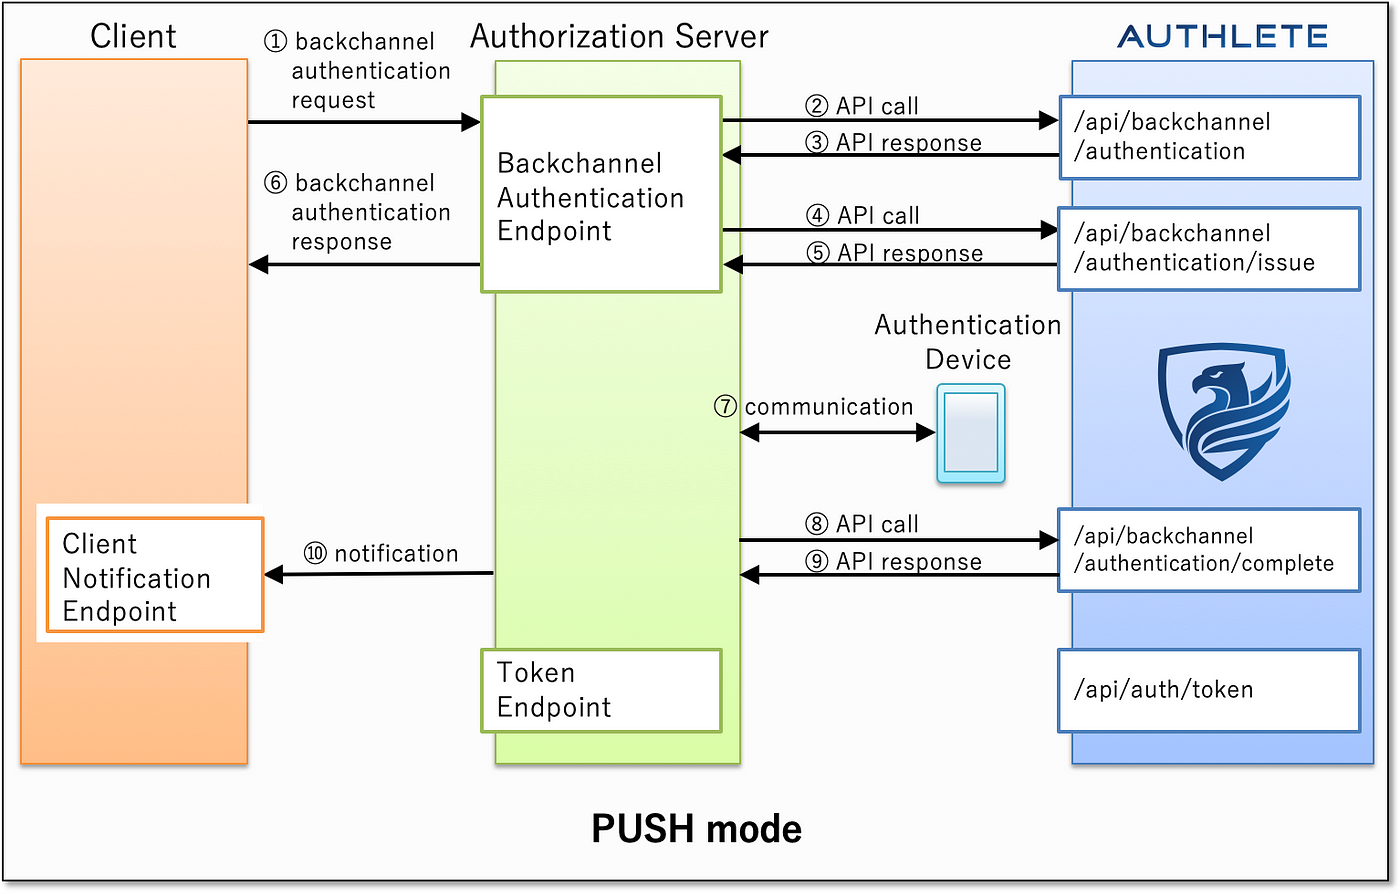 Client
Authorization Server
AUTHLETE
① backchannel
authentication
request
② API call
/api/backchannel
/authentication
③ API response
Backchannel
Authentication
Endpoint
④ API call
/api/backchannel
/authentication/issue
⑤ API response
⑥ backchannel
authentication
response
Authentication
Device
⑦ communication
⑧ API call
/api/backchannel
/authentication/complete
⑨ API response
⑩ notification
Client
Notification
Endpoint
Token
Endpoint
/api/auth/token
PUSH mode